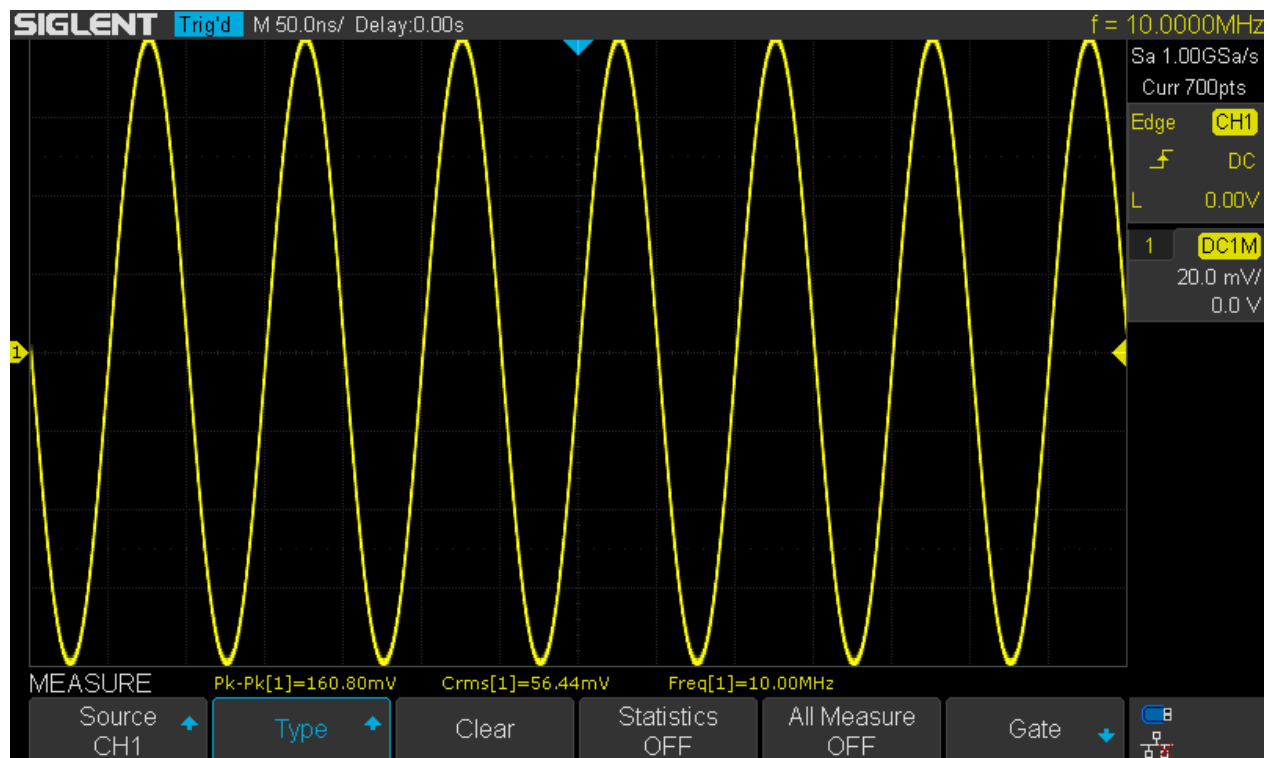 SIGLENT Trig'd M 50.0ns/ Delay:0.00s f = 10.0000MHz
Sa 1.00GSa/s
Curr 700pts
Edge CH1
DC
L 0.00V
1 DC1M
20.0 mV/
0.0 V
1
MEASURE Pk-Pk[1]=160.80mV Crms[1]=56.44mV Freq[1]=10.00MHz
Source
CH1
Type
Clear
Statistics
OFF
All Measure
OFF
Gate